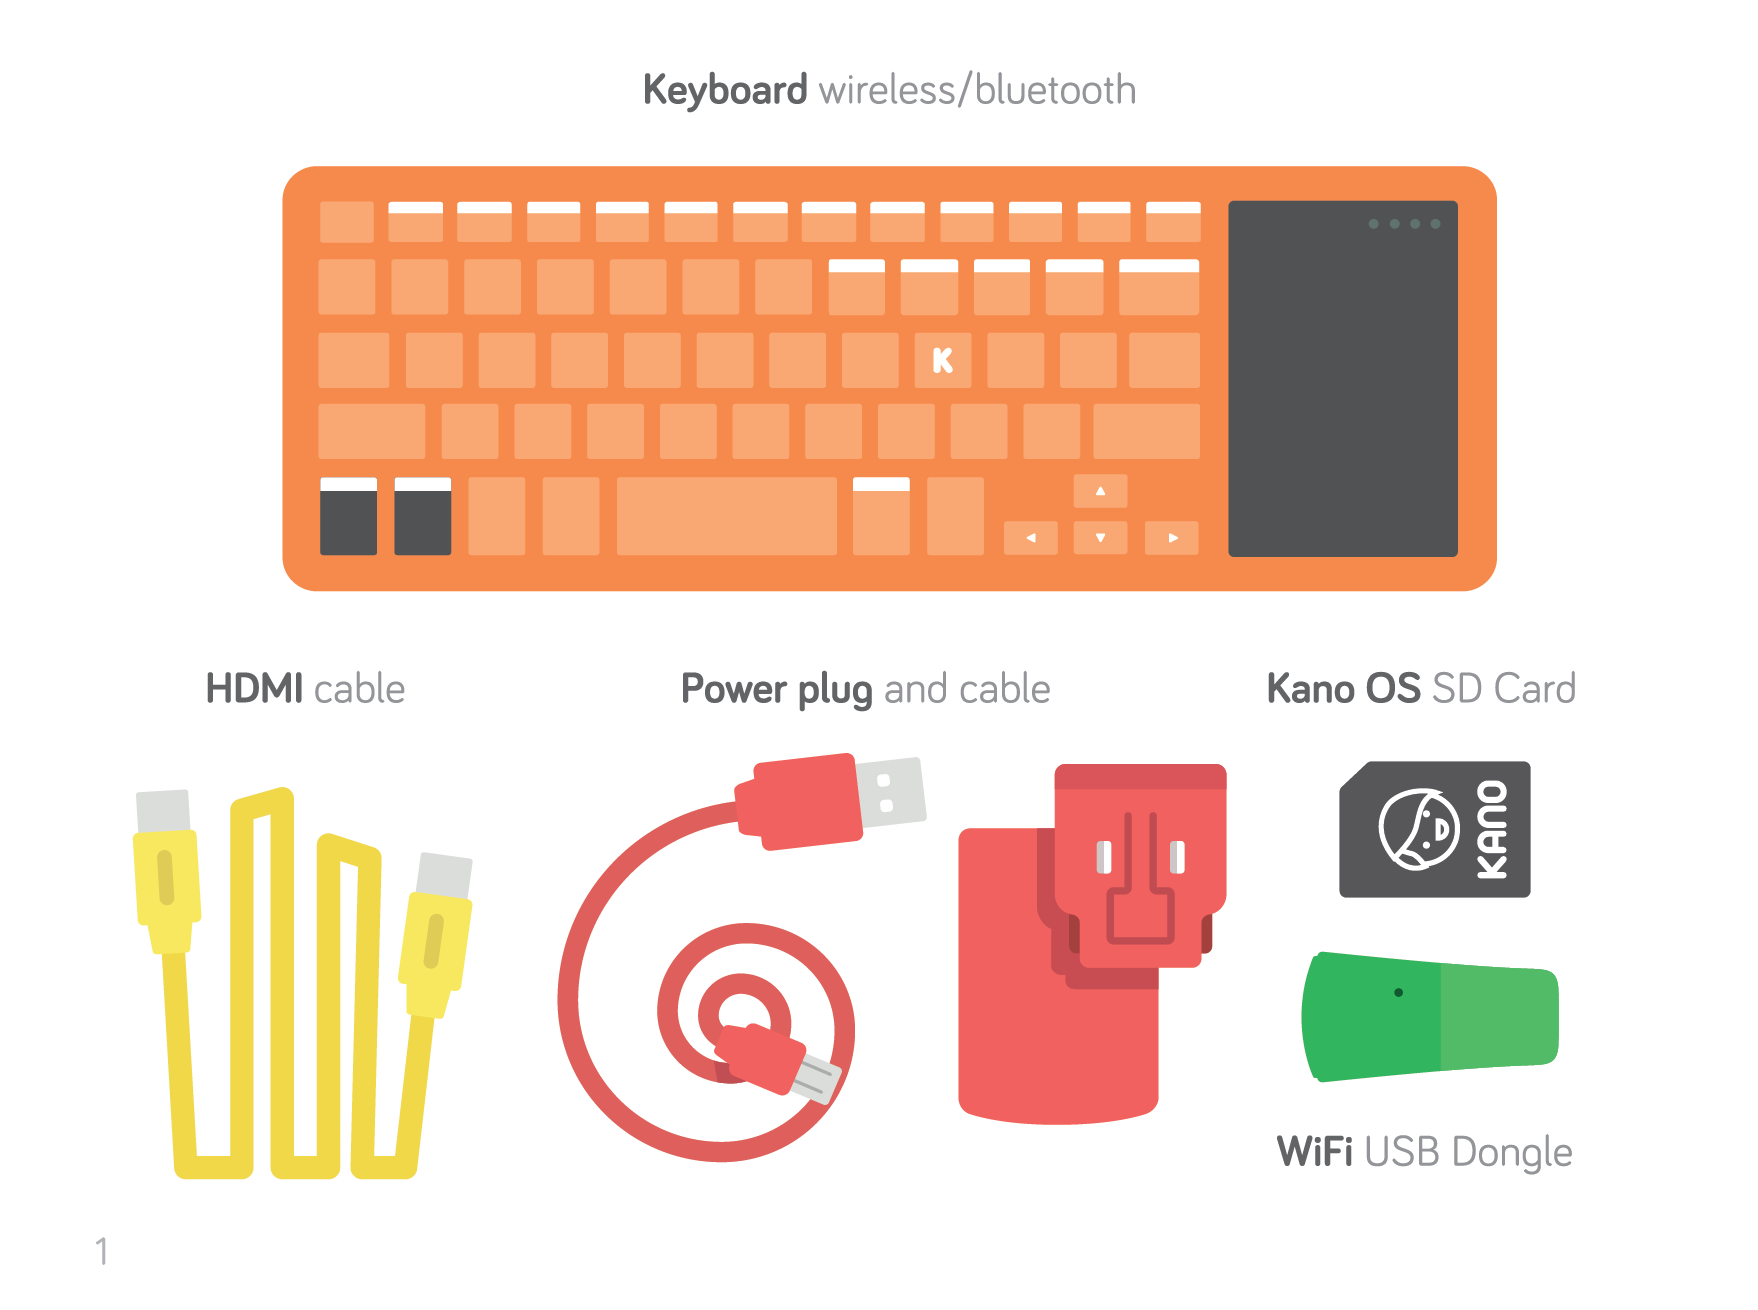 Keyboard wireless/bluetooth
K
HDMI cable
Power plug and cable
Kano OS SD Card
KANO
WiFi USB Dongle
1